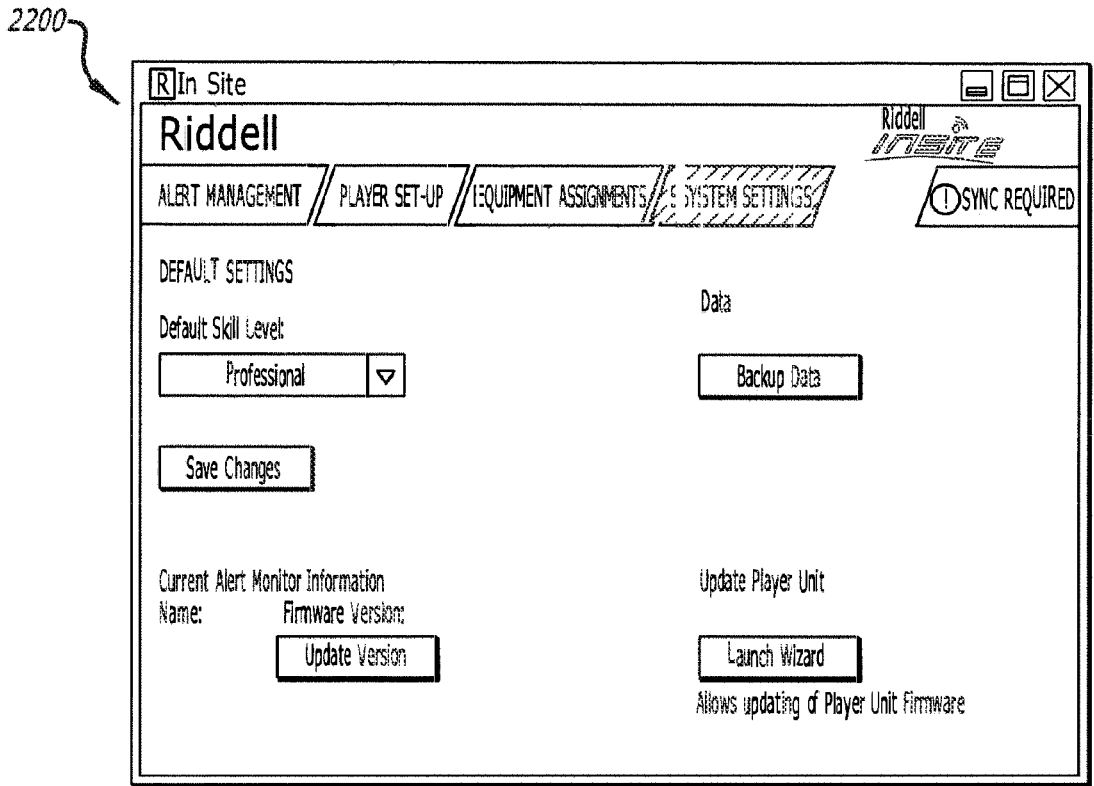 2200
R In Site
Riddell
Riddell
InSite
ALERT MANAGEMENT
PLAYER SET-UP
EQUIPMENT ASSIGNMENTS
SYSTEM SETTINGS
! SYNC REQUIRED
DEFAULT SETTINGS
Data
Default Skill Level:
Professional
Backup Data
Save Changes
Current Alert Monitor Information
Update Player Unit
Name: Firmware Version:
Update Version
Launch Wizard
Allows updating of Player Unit Firmware